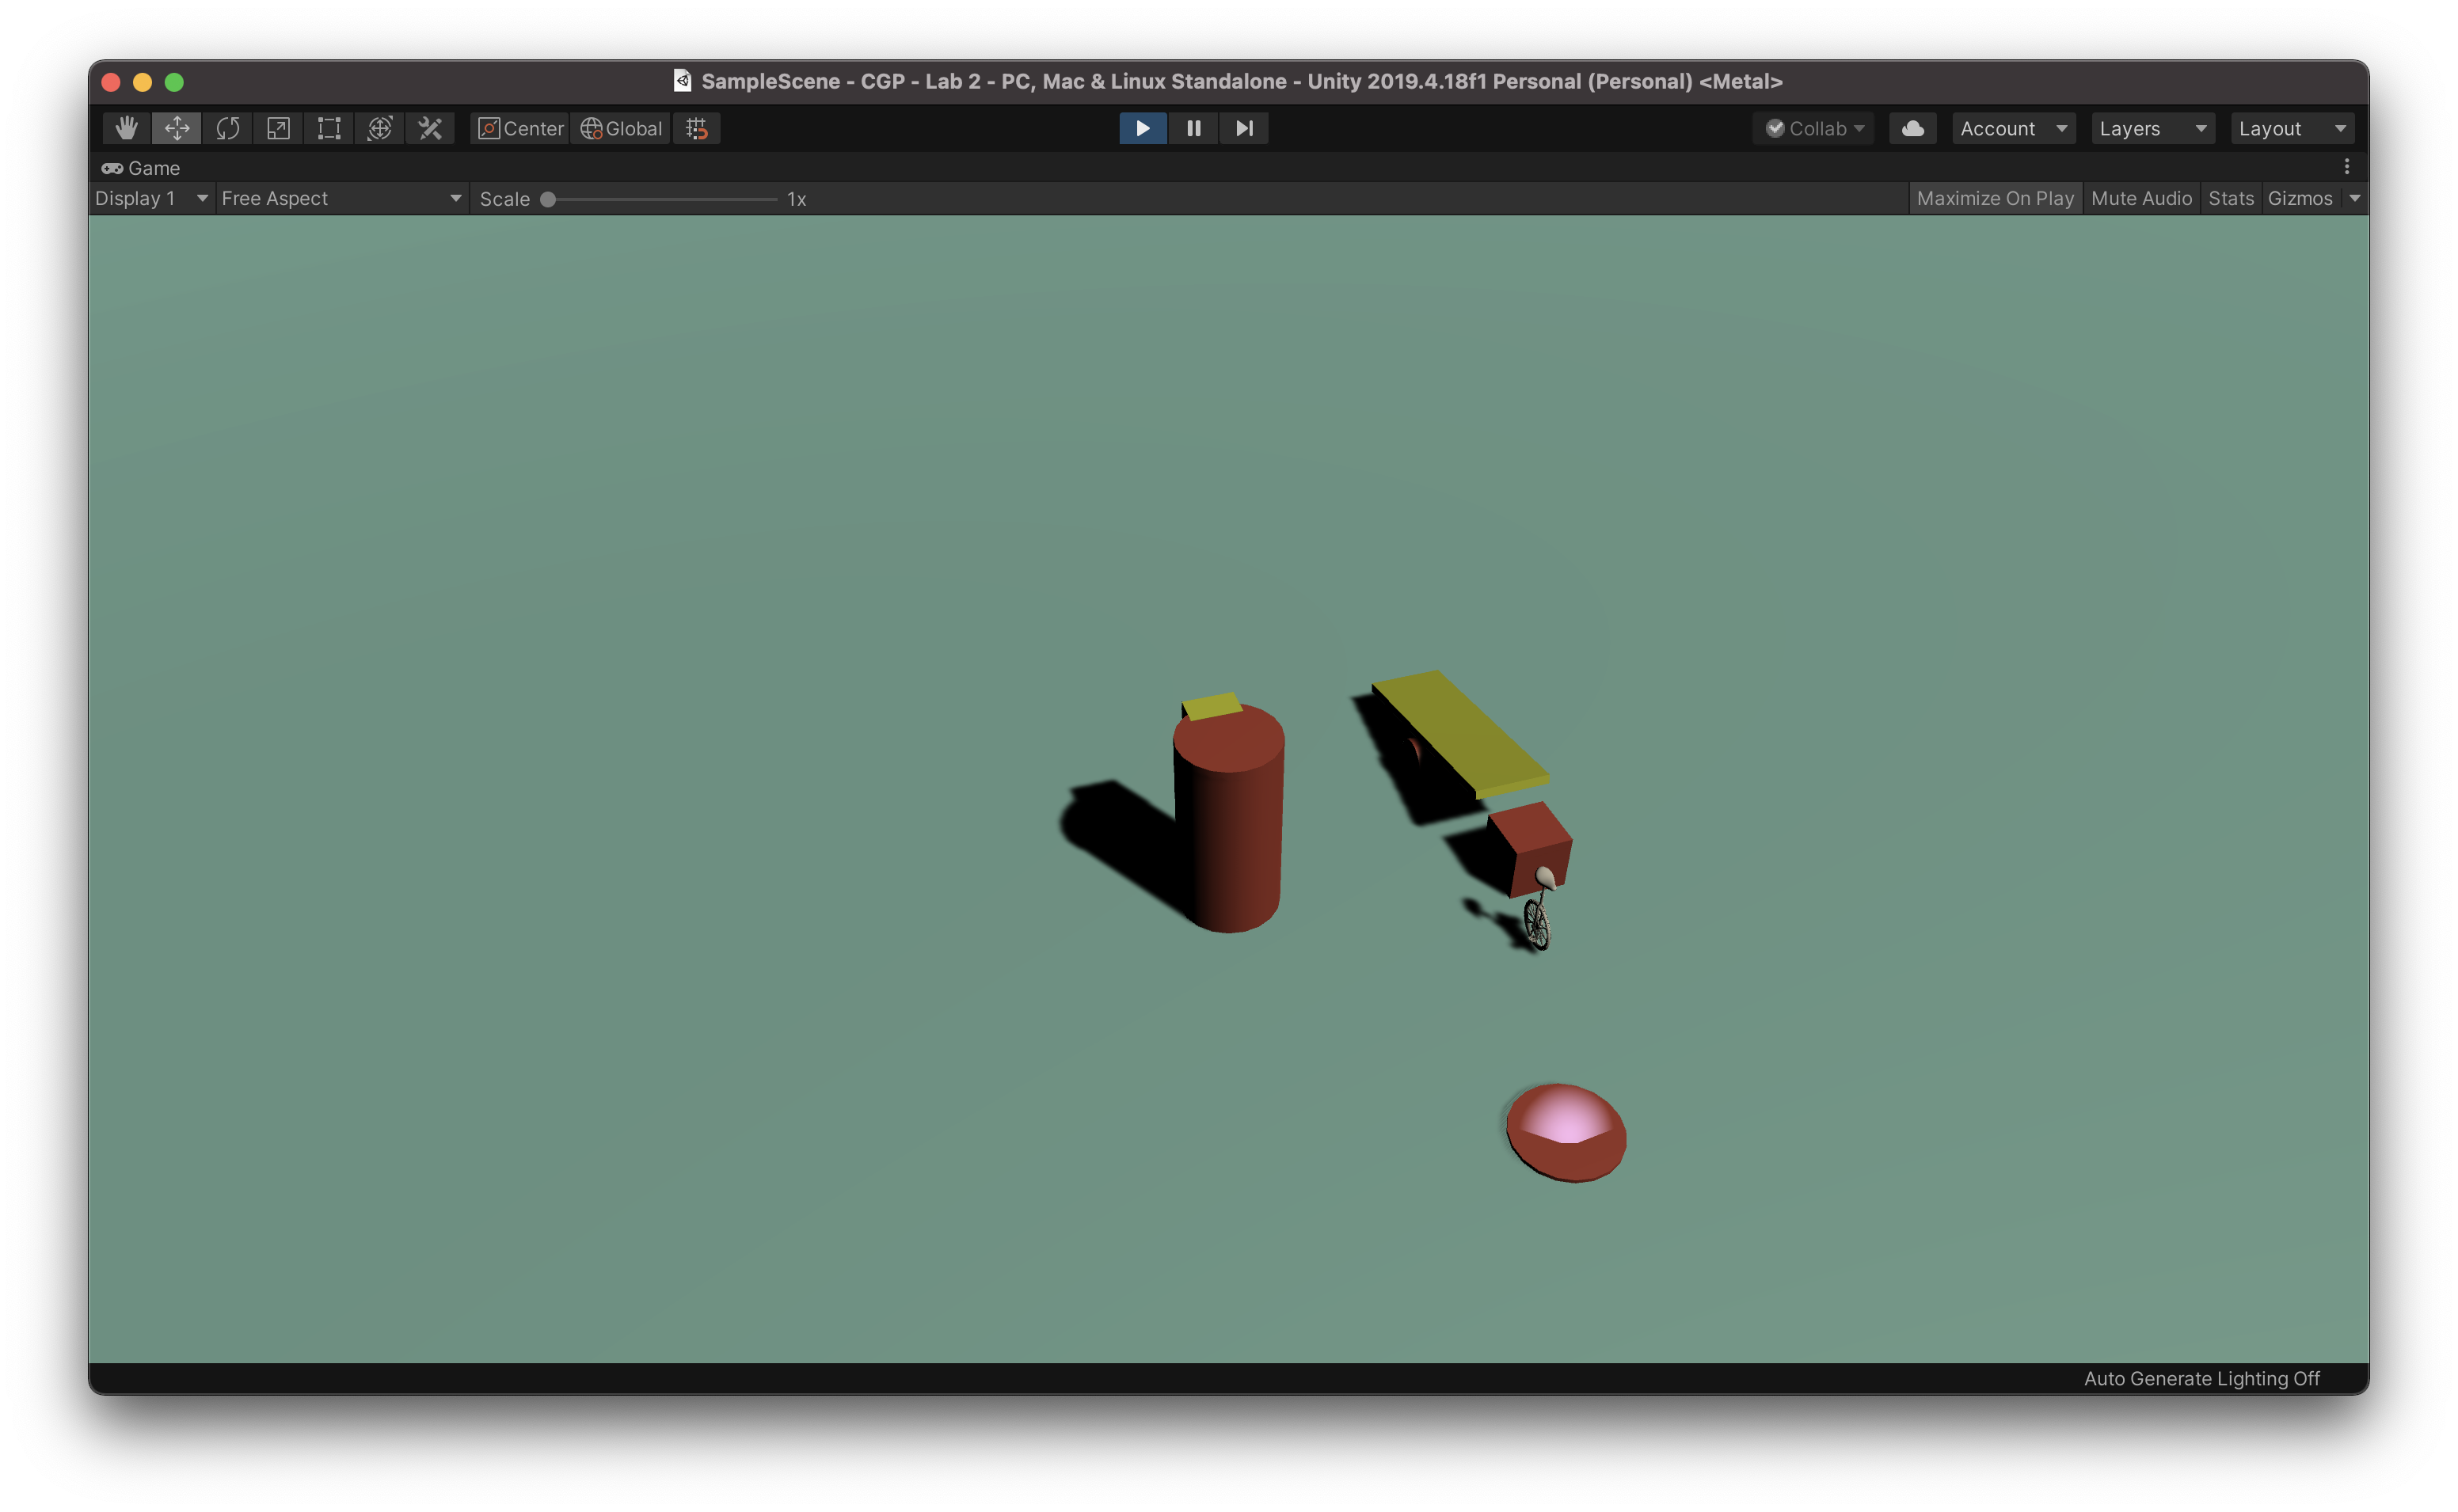 SampleScene - CGP - Lab 2 - PC, Mac & Linux Standalone - Unity 2019.4.18f1 Personal (Personal) <Metal>
Center Global Collab Account Layers Layout
Game
Display 1 Free Aspect Scale 1x Maximize On Play Mute Audio Stats Gizmos
Auto Generate Lighting Off